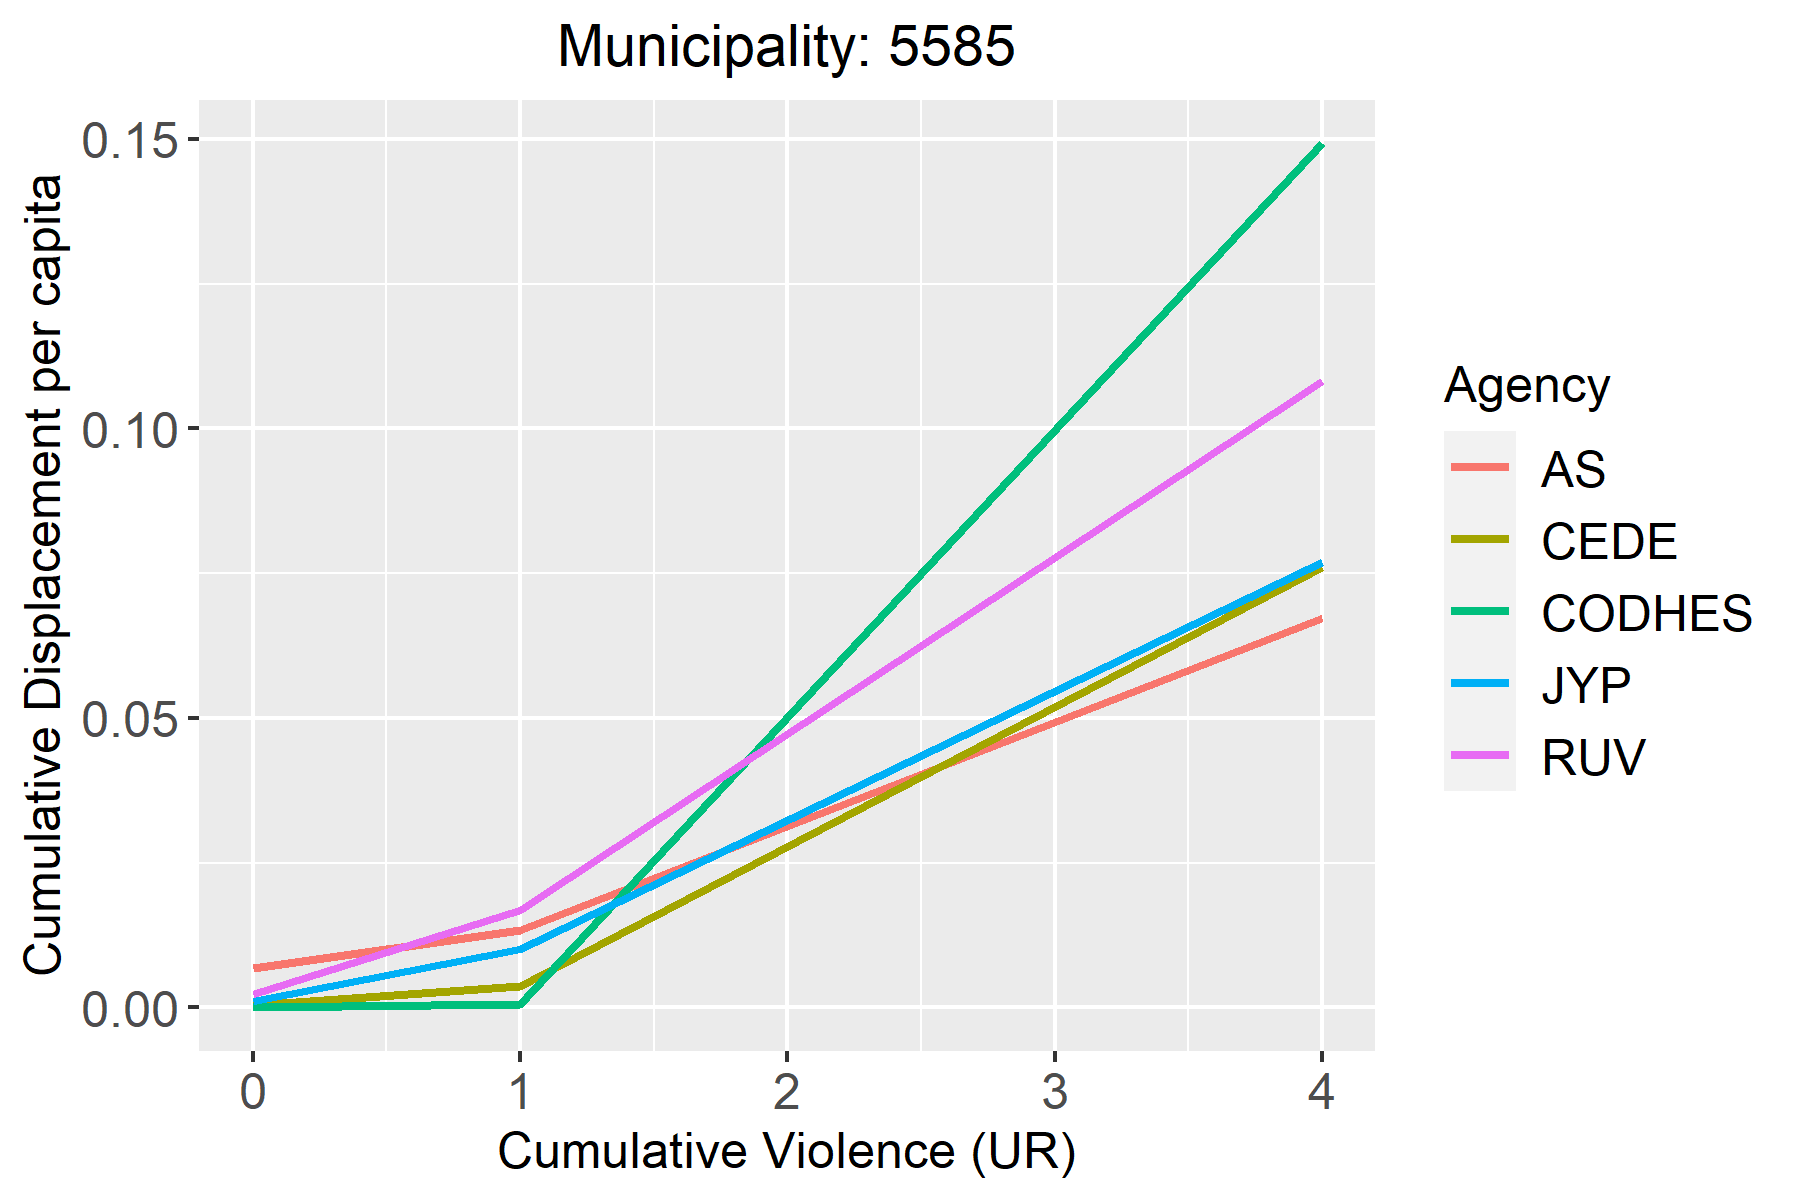 Municipality: 5585
Cumulative Displacement per capita
0.15
0.10
0.05
0.00
0 1 2 3 4
Cumulative Violence (UR)
Agency
AS
CEDE
CODHES
JYP
RUV